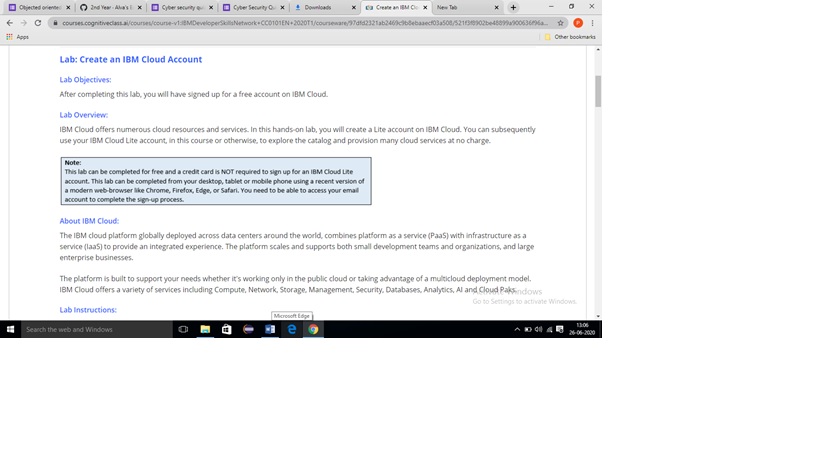 Objected oriente
2nd Year - Alva's I
Cyber security qu
Cyber Security Qu
Downloads
Create an IBM Clo
New Tab
courses.cognitiveclass.ai/courses/course-v1:IBMDeveloperSkillsNetwork+CC0101EN+2020T1/courseware/97dfd2321ab2469c9b8ebaaecf03a508/521f3f8902be48899a900636f96a...
Apps
Other bookmarks
Lab: Create an IBM Cloud Account
Lab Objectives:
After completing this lab, you will have signed up for a free account on IBM Cloud.
Lab Overview:
IBM Cloud offers numerous cloud resources and services. In this hands-on lab, you will create a Lite account on IBM Cloud. You can subsequently
use your IBM Cloud Lite account, in this course or otherwise, to explore the catalog and provision many cloud services at no charge.
Note:
This lab can be completed for free and a credit card is NOT required to sign up for an IBM Cloud Lite
account. This lab can be completed from your desktop, tablet or mobile phone using a recent version of
a modern web-browser like Chrome, Firefox, Edge, or Safari. You need to be able to access your email
account to complete the sign-up process.
About IBM Cloud:
The IBM cloud platform globally deployed across data centers around the world, combines platform as a service (PaaS) with infrastructure as a
service (IaaS) to provide an integrated experience. The platform scales and supports both small development teams and organizations, and large
enterprise businesses.
The platform is built to support your needs whether it's working only in the public cloud or taking advantage of a multicloud deployment model.
IBM Cloud offers a variety of services including Compute, Network, Storage, Management, Security, Databases, Analytics, AI and Cloud Paks.
Windows
Go to Settings to activate Windows.
Lab Instructions:
Microsoft Edge
Search the web and Windows
13:06
26-06-2020